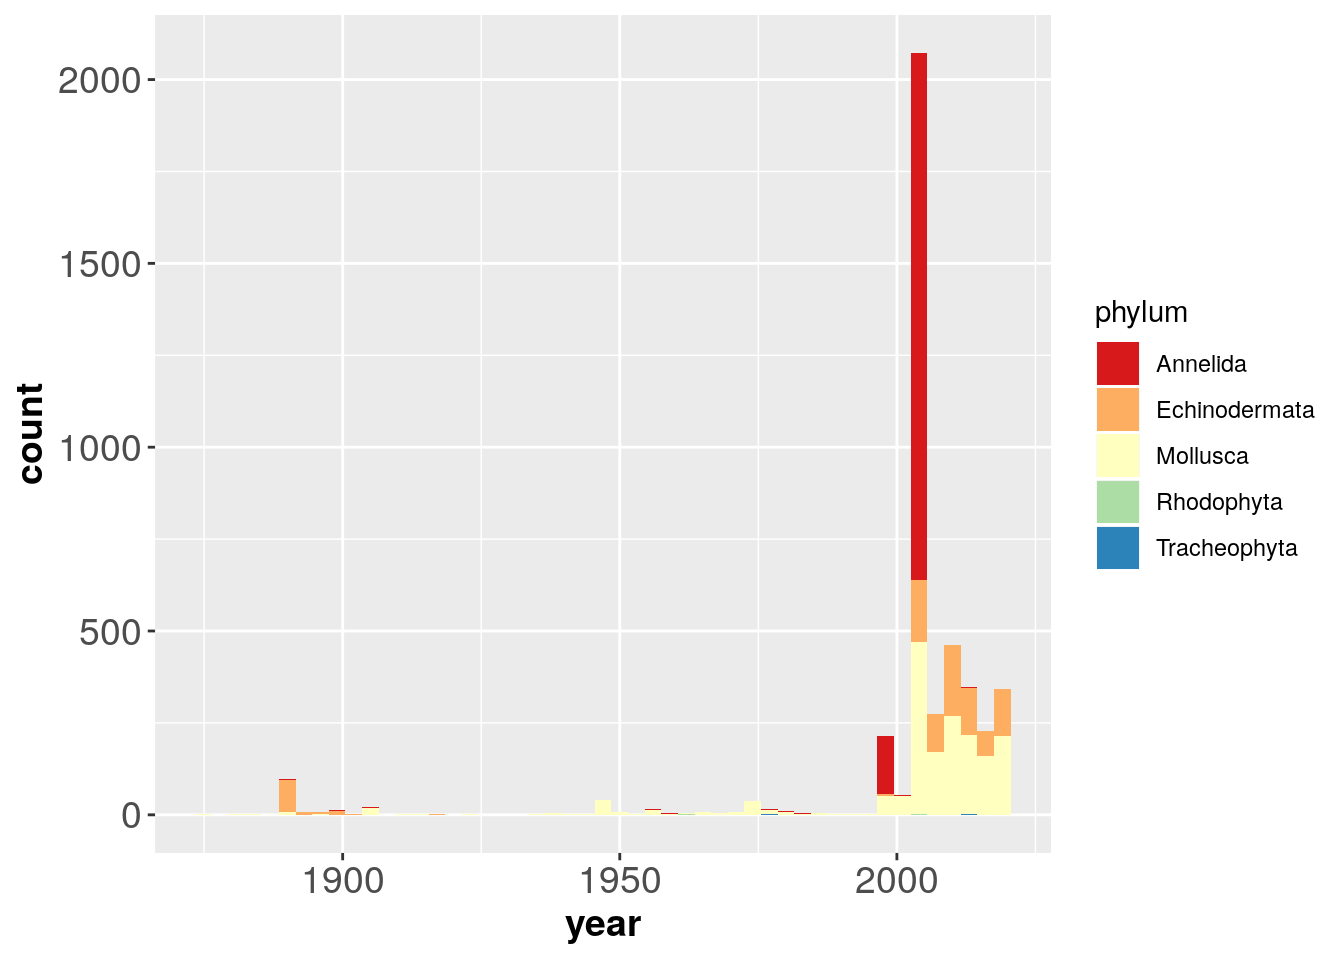 2000
1500
1000
500
0
count
1900
1950
2000
year
phylum
Annelida
Echinodermata
Mollusca
Rhodophyta
Tracheophyta